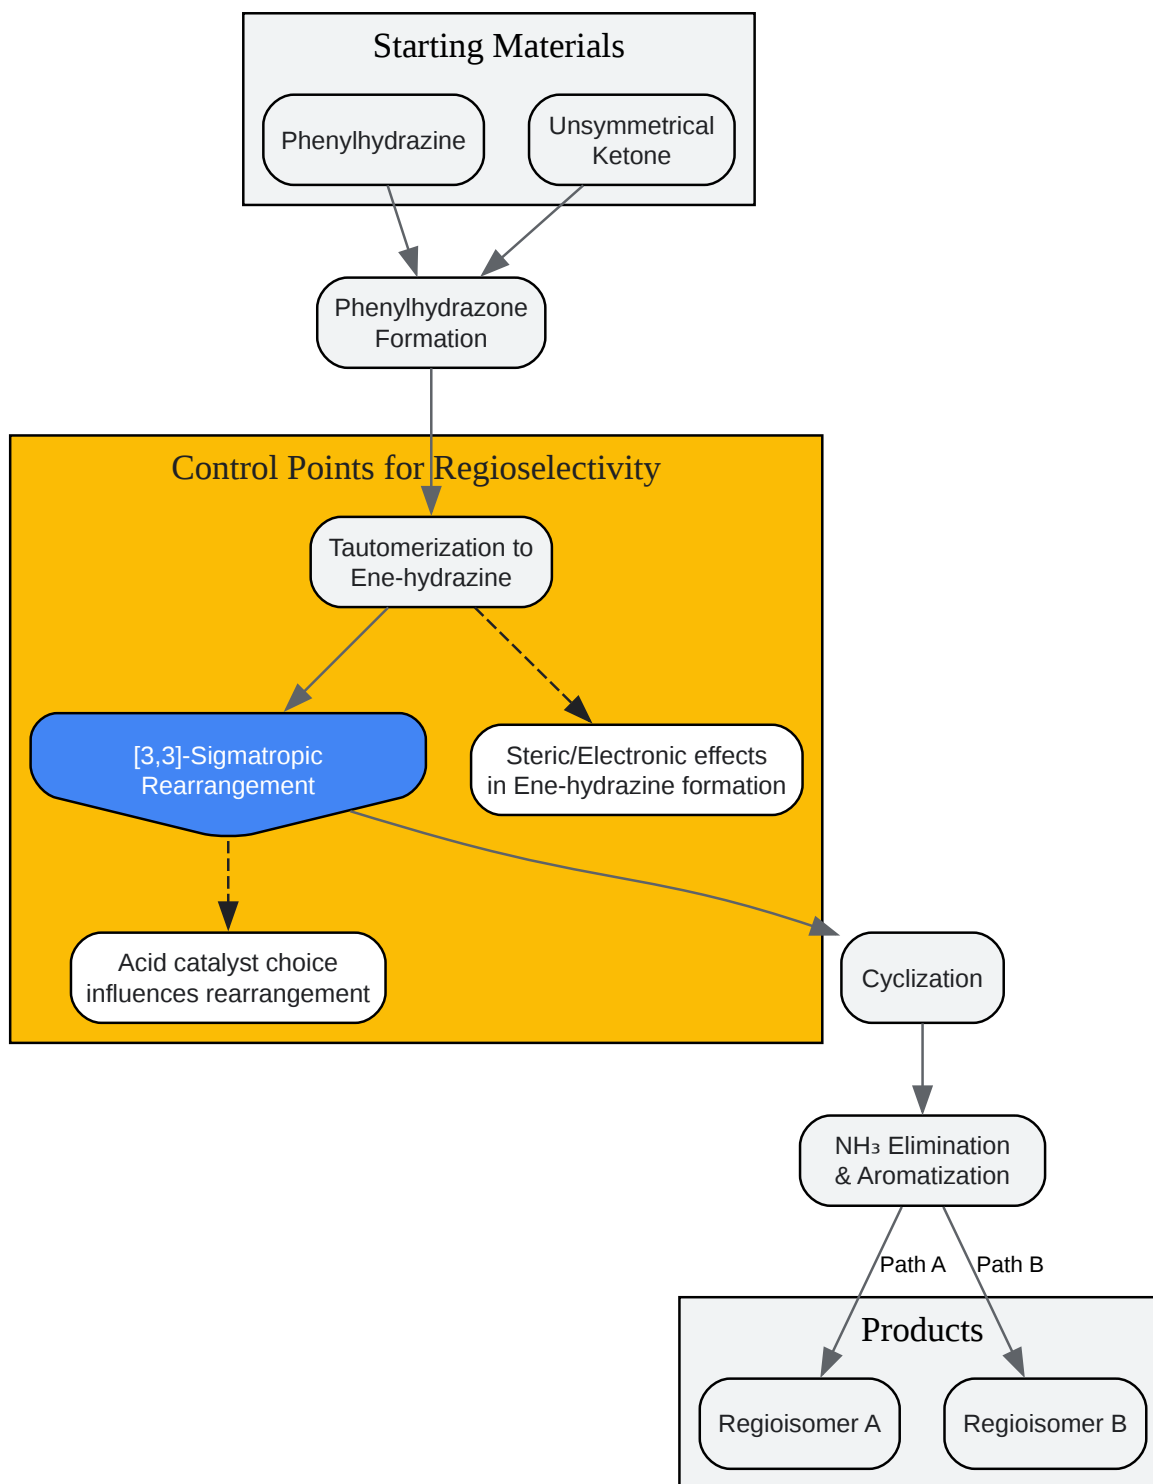 Starting Materials
Phenylhydrazine
Unsymmetrical
Ketone
Phenylhydrazone
Formation
Control Points for Regioselectivity
Tautomerization to
Ene-hydrazine
[3,3]-Sigmatropic
Rearrangement
Steric/Electronic effects
in Ene-hydrazine formation
Acid catalyst choice
influences rearrangement
Cyclization
NH₃ Elimination
& Aromatization
Path A
Path B
Products
Regioisomer A
Regioisomer B